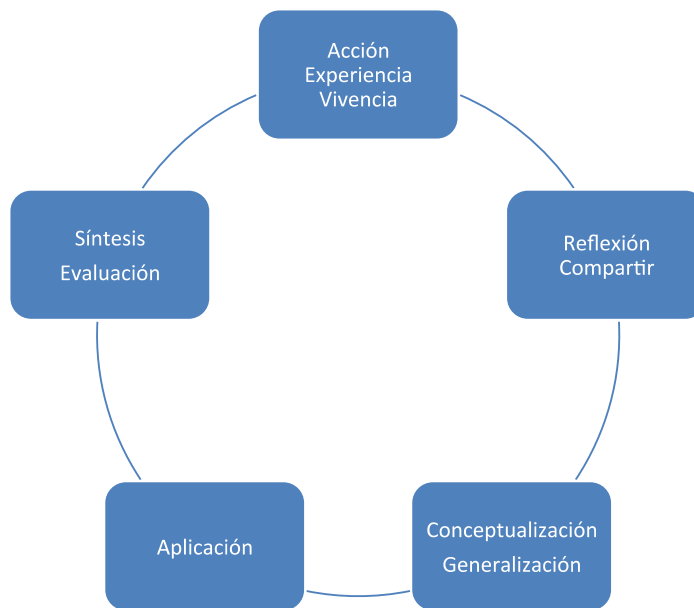 Acción
Experiencia
Vivencia
Reflexión
Compartir
Conceptualización
Generalización
Aplicación
Síntesis
Evaluación